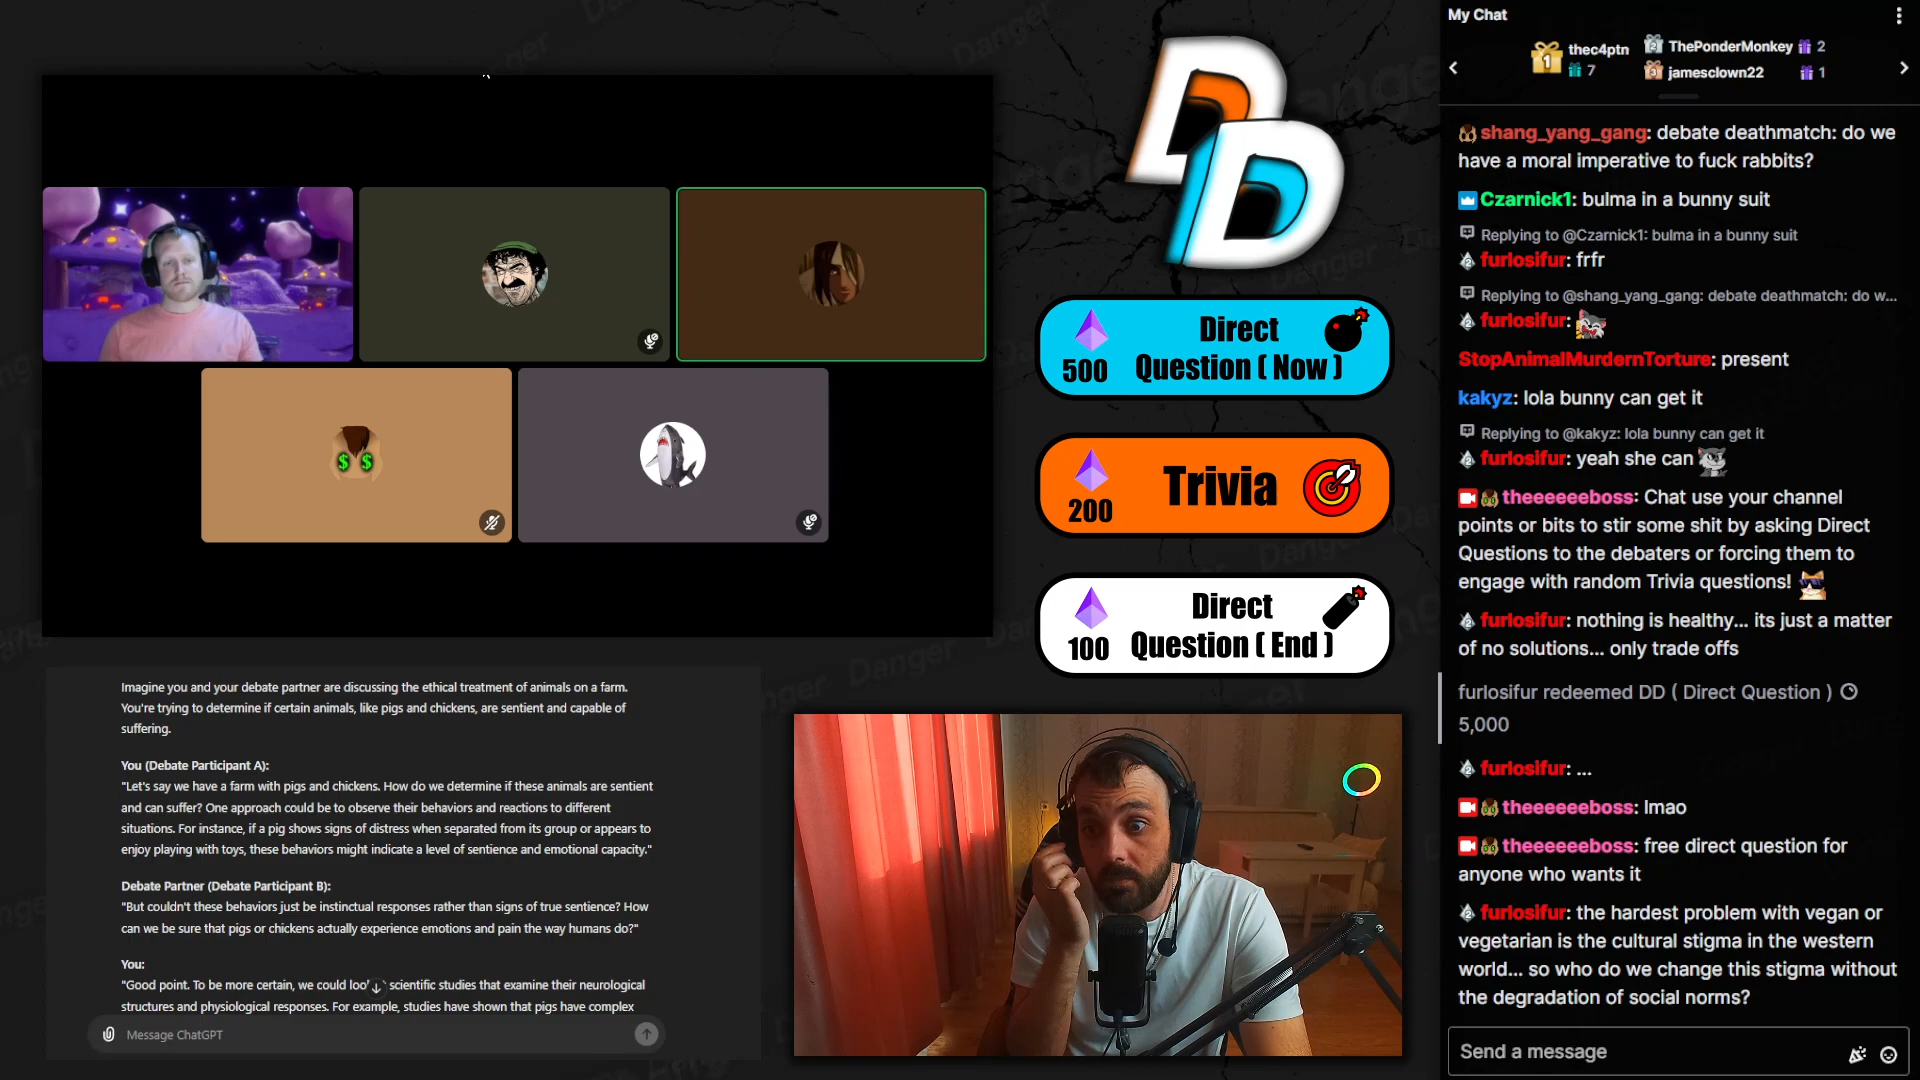 DD
Direct
Question ( Now )
500
Trivia
200
Direct
Question ( End )
100
Imagine you and your debate partner are discussing the ethical treatment of animals on a farm.
You're trying to determine if certain animals, like pigs and chickens, are sentient and capable of
suffering.
You (Debate Participant A):
"Let's say we have a farm with pigs and chickens. How do we determine if these animals are sentient
and can suffer? One approach could be to observe their behaviors and reactions to different
situations. For instance, if a pig shows signs of distress when separated from its group or appears to
enjoy playing with toys, these behaviors might indicate a level of sentience and emotional capacity."
Debate Partner (Debate Participant B):
"But couldn't these behaviors just be instinctual responses rather than signs of true sentience? How
can we be sure that pigs or chickens actually experience emotions and pain the way humans do?"
You:
"Good point. To be more certain, we could loo scientific studies that examine their neurological
structures and physiological responses. For example, studies have shown that pigs have complex
Message ChatGPT
My Chat
1 thec4ptn 7
2 ThePonderMonkey 2
3 jamesclown22 1
shang_yang_gang: debate deathmatch: do we
have a moral imperative to fuck rabbits?
Czarnick1: bulma in a bunny suit
Replying to @Czarnick1: bulma in a bunny suit
furlosifur: frfr
Replying to @shang_yang_gang: debate deathmatch: do w...
furlosifur:
StopAnimalMurdernTorture: present
kakyz: lola bunny can get it
Replying to @kakyz: lola bunny can get it
furlosifur: yeah she can
theeeeeeboss: Chat use your channel
points or bits to stir some shit by asking Direct
Questions to the debaters or forcing them to
engage with random Trivia questions!
furlosifur: nothing is healthy... its just a matter
of no solutions... only trade offs
furlosifur redeemed DD ( Direct Question )
5,000
furlosifur: ...
theeeeeeboss: lmao
theeeeeeboss: free direct question for
anyone who wants it
furlosifur: the hardest problem with vegan or
vegetarian is the cultural stigma in the western
world... so who do we change this stigma without
the degradation of social norms?
Send a message